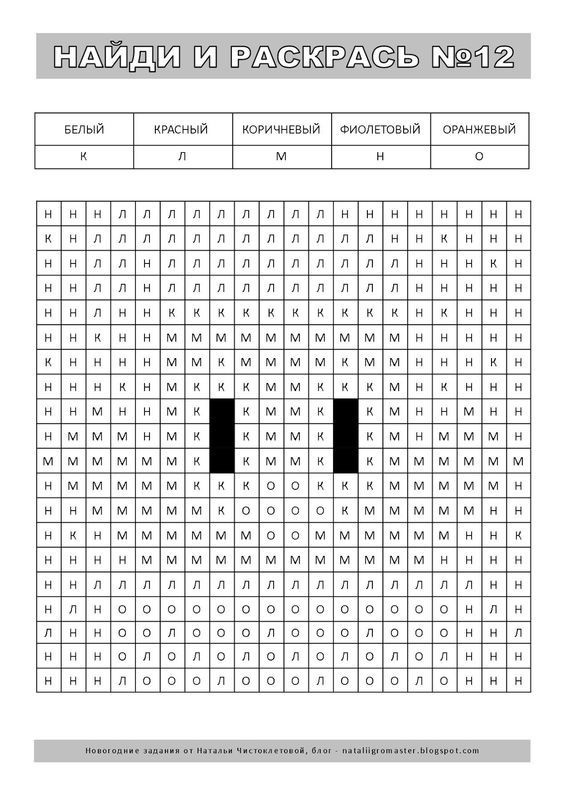 НАЙДИ И РАСКРАСЬ №12
БЕЛЫЙ КРАСНЫЙ КОРИЧНЕВЫЙ ФИОЛЕТОВЫЙ ОРАНЖЕВЫЙ
К Л М Н О
Н Н Н Л Л Л Л Л Л Л Л Л Н Н Н Н Н Н Н Н
К Н Л Л Л Л Л Л Л Л Л Л Л Л Н Н К Н Н Н
Н Н Л Л Н Л Л Л Л Л Л Л Л Л Л Н Н Н К Н
Н Н Л Л Н Л Л Л Л Л Л Л Л Л Л Н Н Н Н Н
Н Н Л Н Н К К К К К К К К К К Н К Н Н Н
Н Н К Н Н М М М М М М М М М М Н Н Н Н Н
К Н Н Н Н М М К М М М М К М М Н Н Н К Н
Н Н Н К Н М К К К М М К К К М Н К Н Н Н
Н Н М Н Н М К К М М К К М Н Н М Н Н
Н М М М Н М К К М М К К М Н М М М Н
М М М М М М К К М М К К М М М М М М
Н М М М М М К К К О О К К К М М М М М Н
Н Н М М М М М К О О О О К М М М М М Н Н
Н К Н М М М М М М О О М М М М М М Н Н К
Н Н Н Н М М М М М М М М М М М М Н Н Н Н
Н Н Л Л Л Л Л Л Л Л Л Л Л Л Л Л Л Л Н Н
Н Л Н О О О О О О О О О О О О О О Н Л Н
Л Н Н О О Л О О О Л О О О Л О О О Н Н Л
Н Н Н О Л О Л О Л О Л О Л О Л О Л Н Н Н
Н Н Н Л О О О Л О О О Л О О О Л О Н Н Н
Новогодние задания от Натальи Чистоклетовой, блог - nataliigromaster.blogspot.com